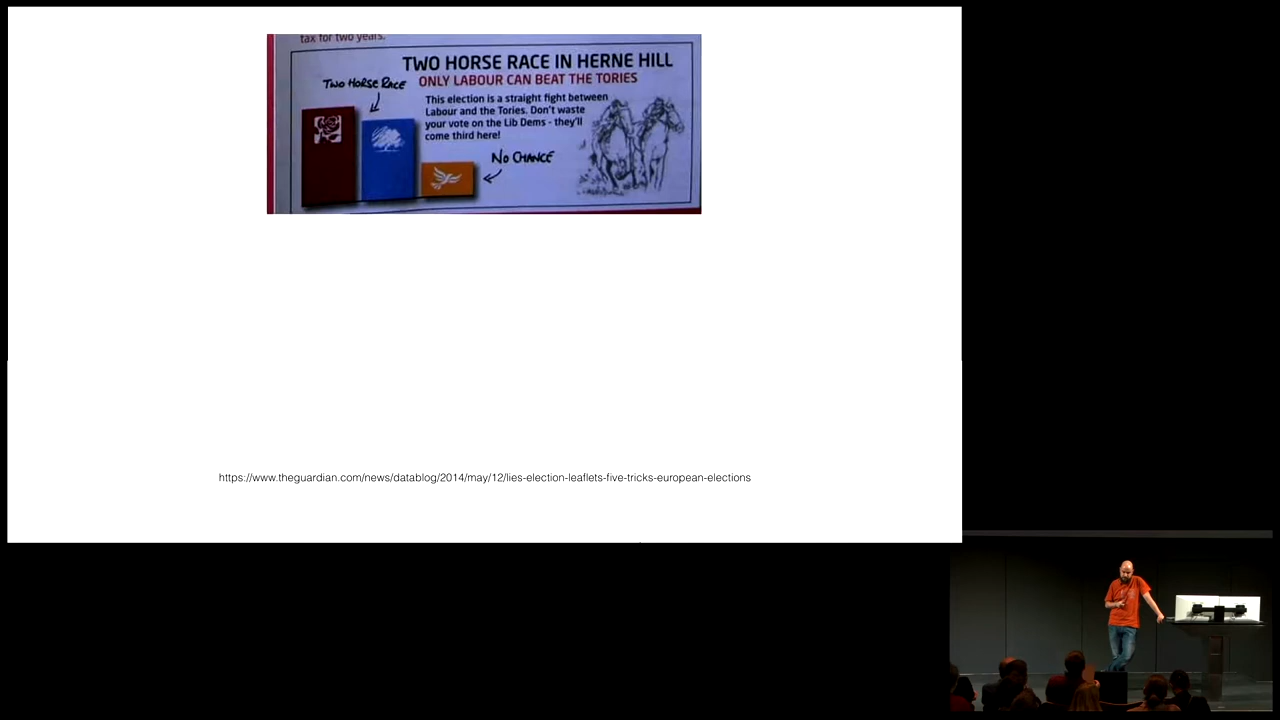 tax for two years.
TWO HORSE RACE IN HERNE HILL
TWO HORSE RACE
ONLY LABOUR CAN BEAT THE TORIES
This election is a straight fight between
Labour and the Tories. Don't waste
your vote on the Lib Dems - they'll
come third here!
NO CHANCE
https://www.theguardian.com/news/datablog/2014/may/12/lies-election-leaflets-five-tricks-european-elections